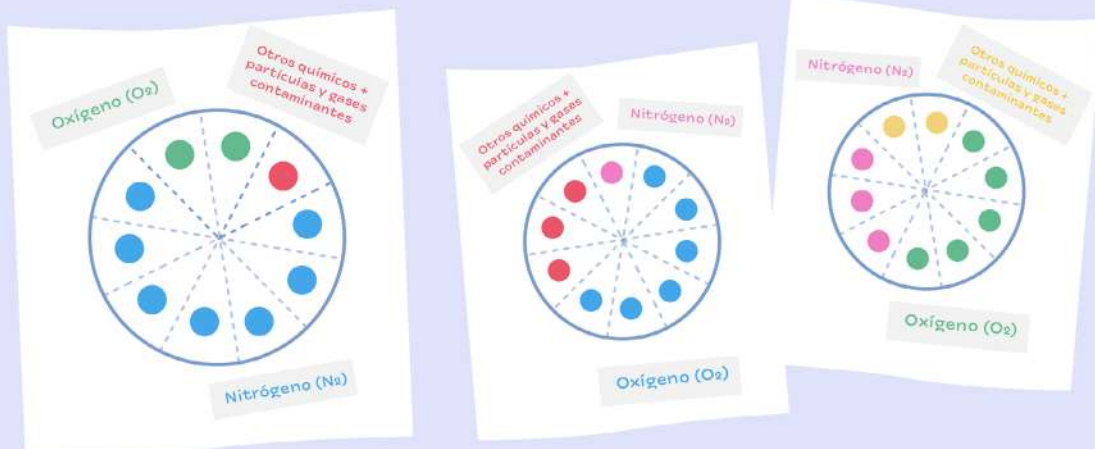 Oxígeno (O₂)
Otros químicos +
partículas y gases
contaminantes
Nitrógeno (N₂)
Otros químicos +
partículas y gases
contaminantes
Nitrógeno (N₂)
Oxígeno (O₂)
Nitrógeno (N₂)
Otros químicos +
partículas y gases
contaminantes
Oxígeno (O₂)